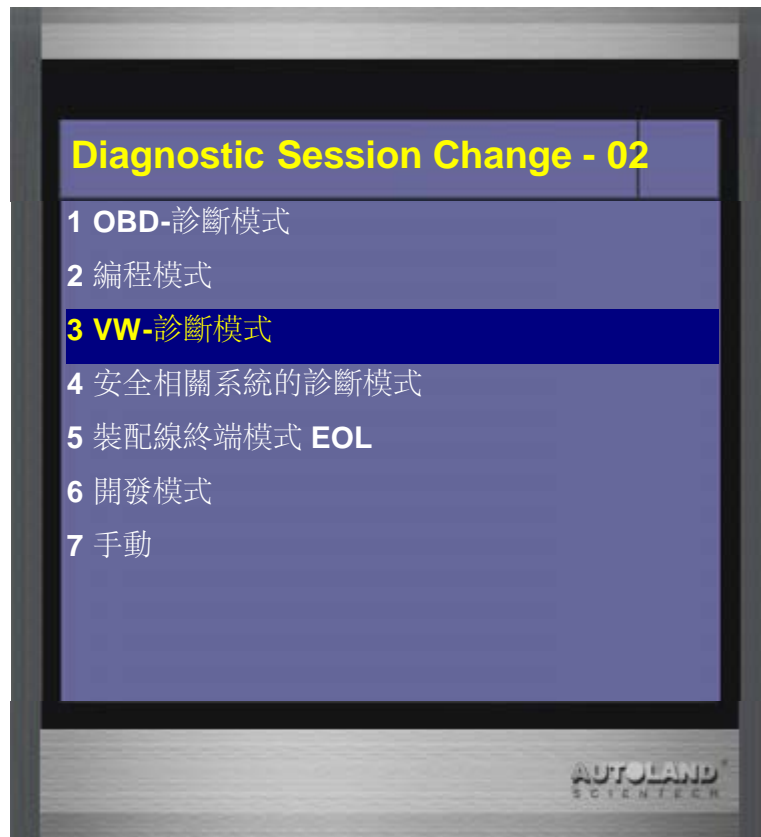 Diagnostic Session Change - 02
1 OBD-診斷模式
2 編程模式
3 VW-診斷模式
4 安全相關系統的診斷模式
5 裝配線終端模式 EOL
6 開發模式
7 手動
AUTOLAND
SCIENTECH